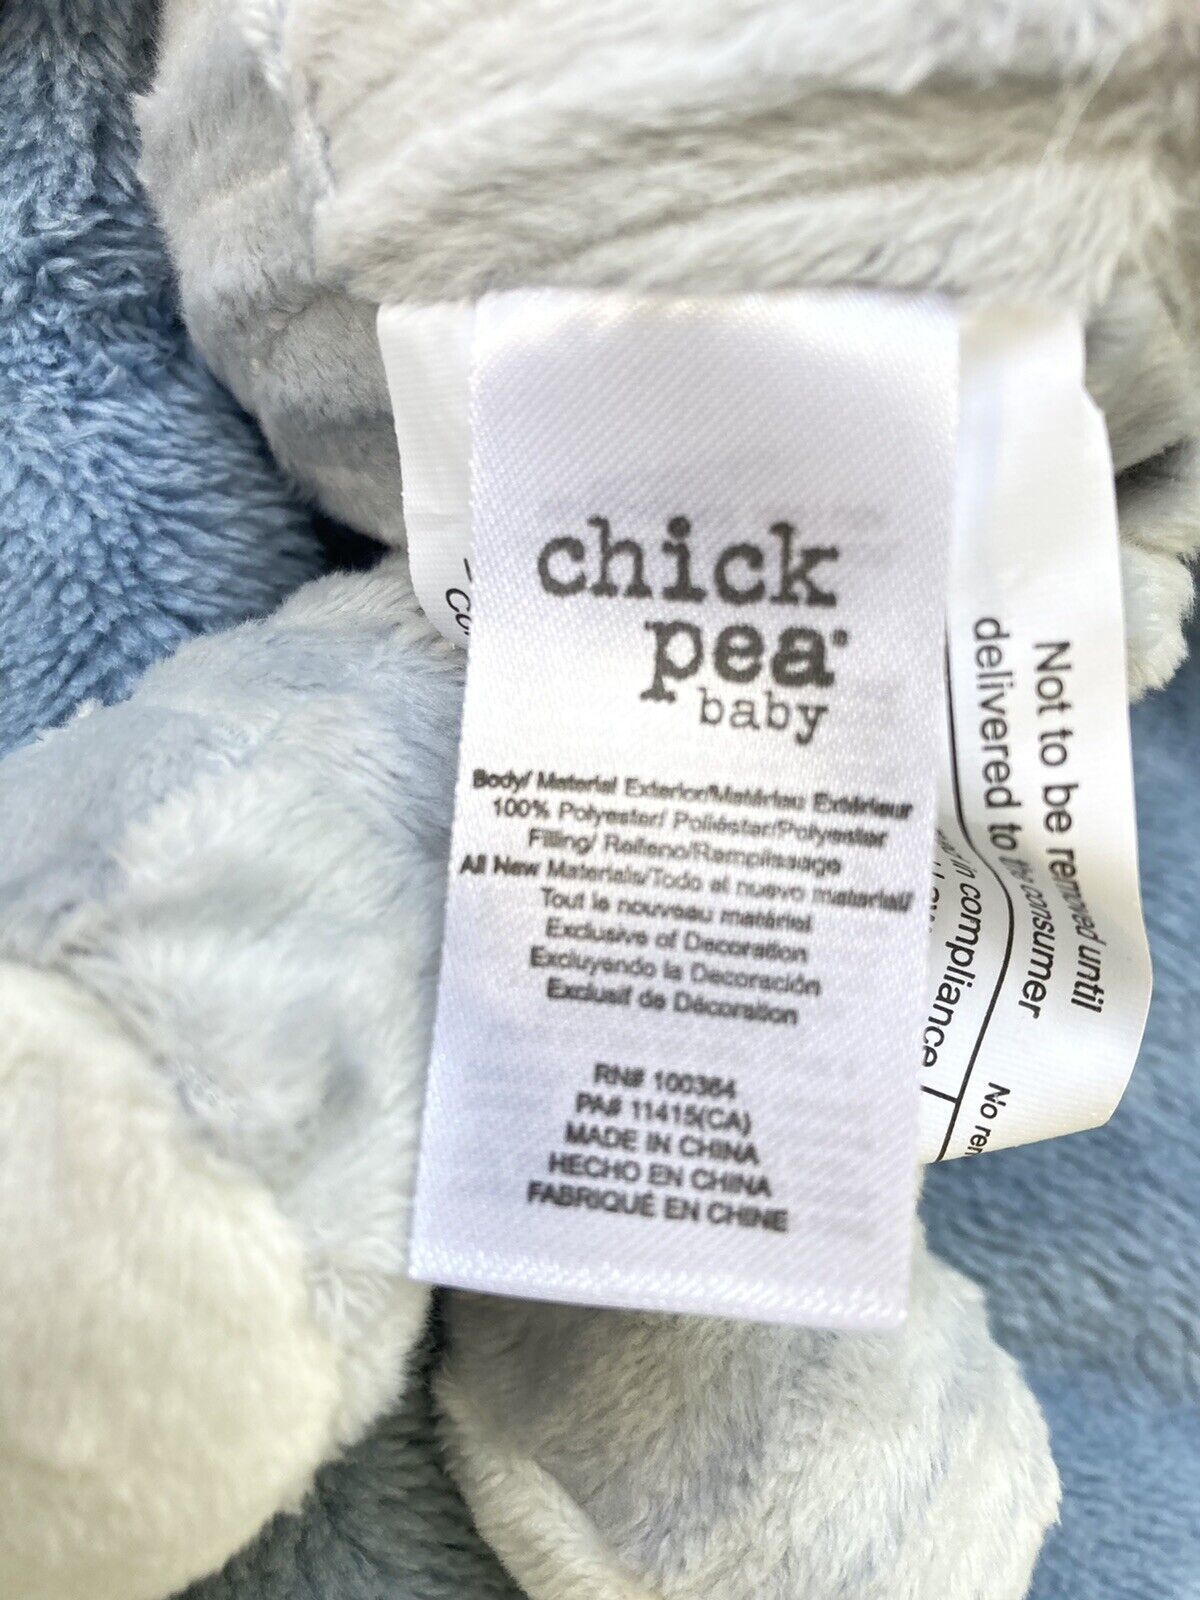 chick
pea®
baby
Body/ Material Exterior/Matériau Extérieur
100% Polyester/ Poliéster/Polyester
Filling/ Relleno/Remplissage
All New Materials/Todo el nuevo material/
Tout le nouveau matériel
Exclusive of Decoration
Excluyendo la Decoración
Exclusif de Décoration
RN# 100364
PA# 11415(CA)
MADE IN CHINA
HECHO EN CHINA
FABRIQUÉ EN CHINE
Not to be removed until
delivered to the consumer
in compliance
No